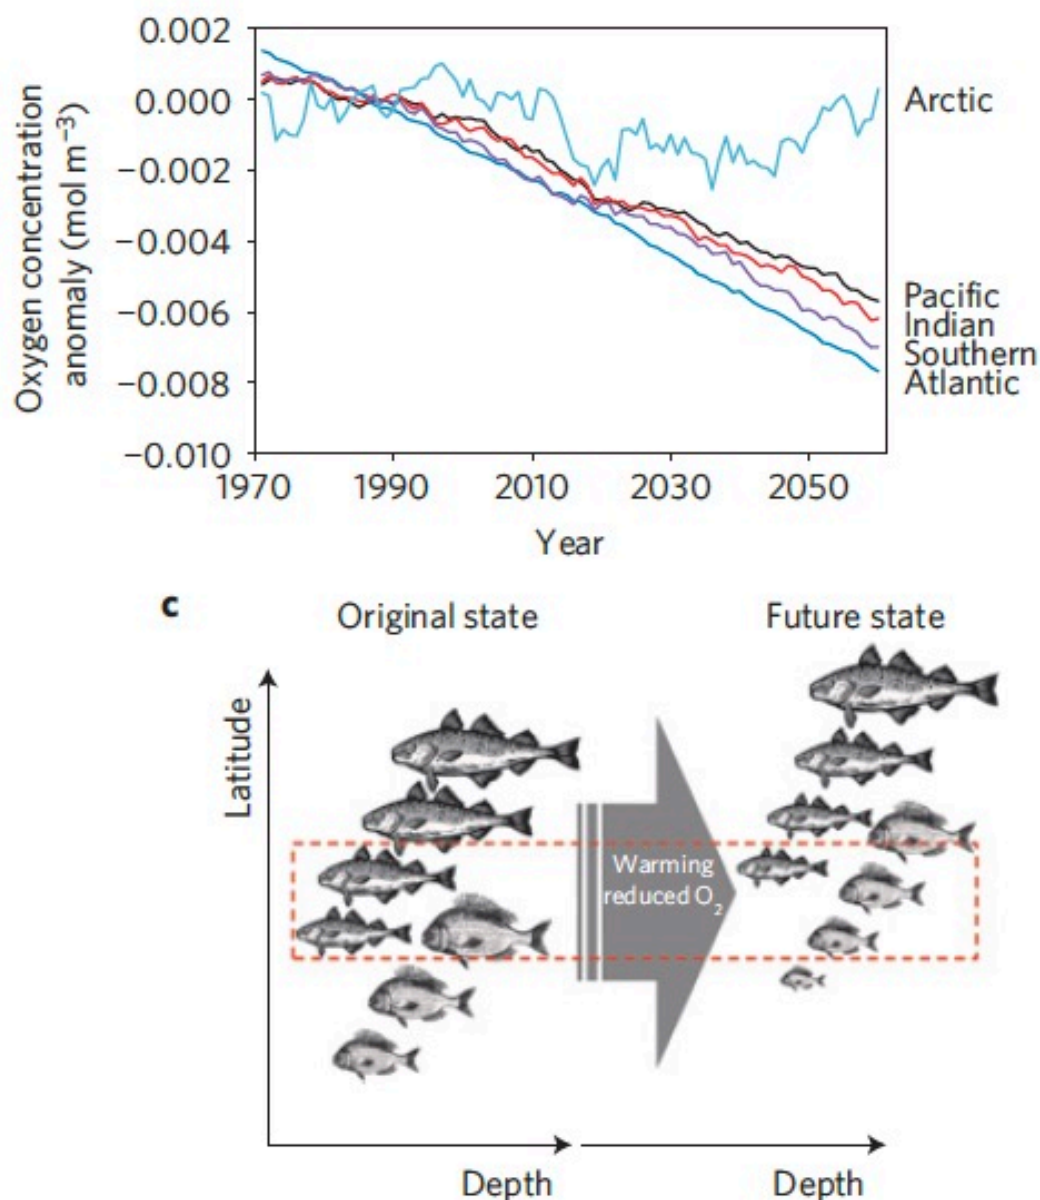 0.002
0.000
−0.002
−0.004
−0.006
−0.008
−0.010
Oxygen concentration
anomaly (mol m⁻³)
Arctic
Pacific
Indian
Southern
Atlantic
1970 1990 2010 2030 2050
Year
c
Original state Future state
Latitude
Warming
reduced O₂
Depth Depth